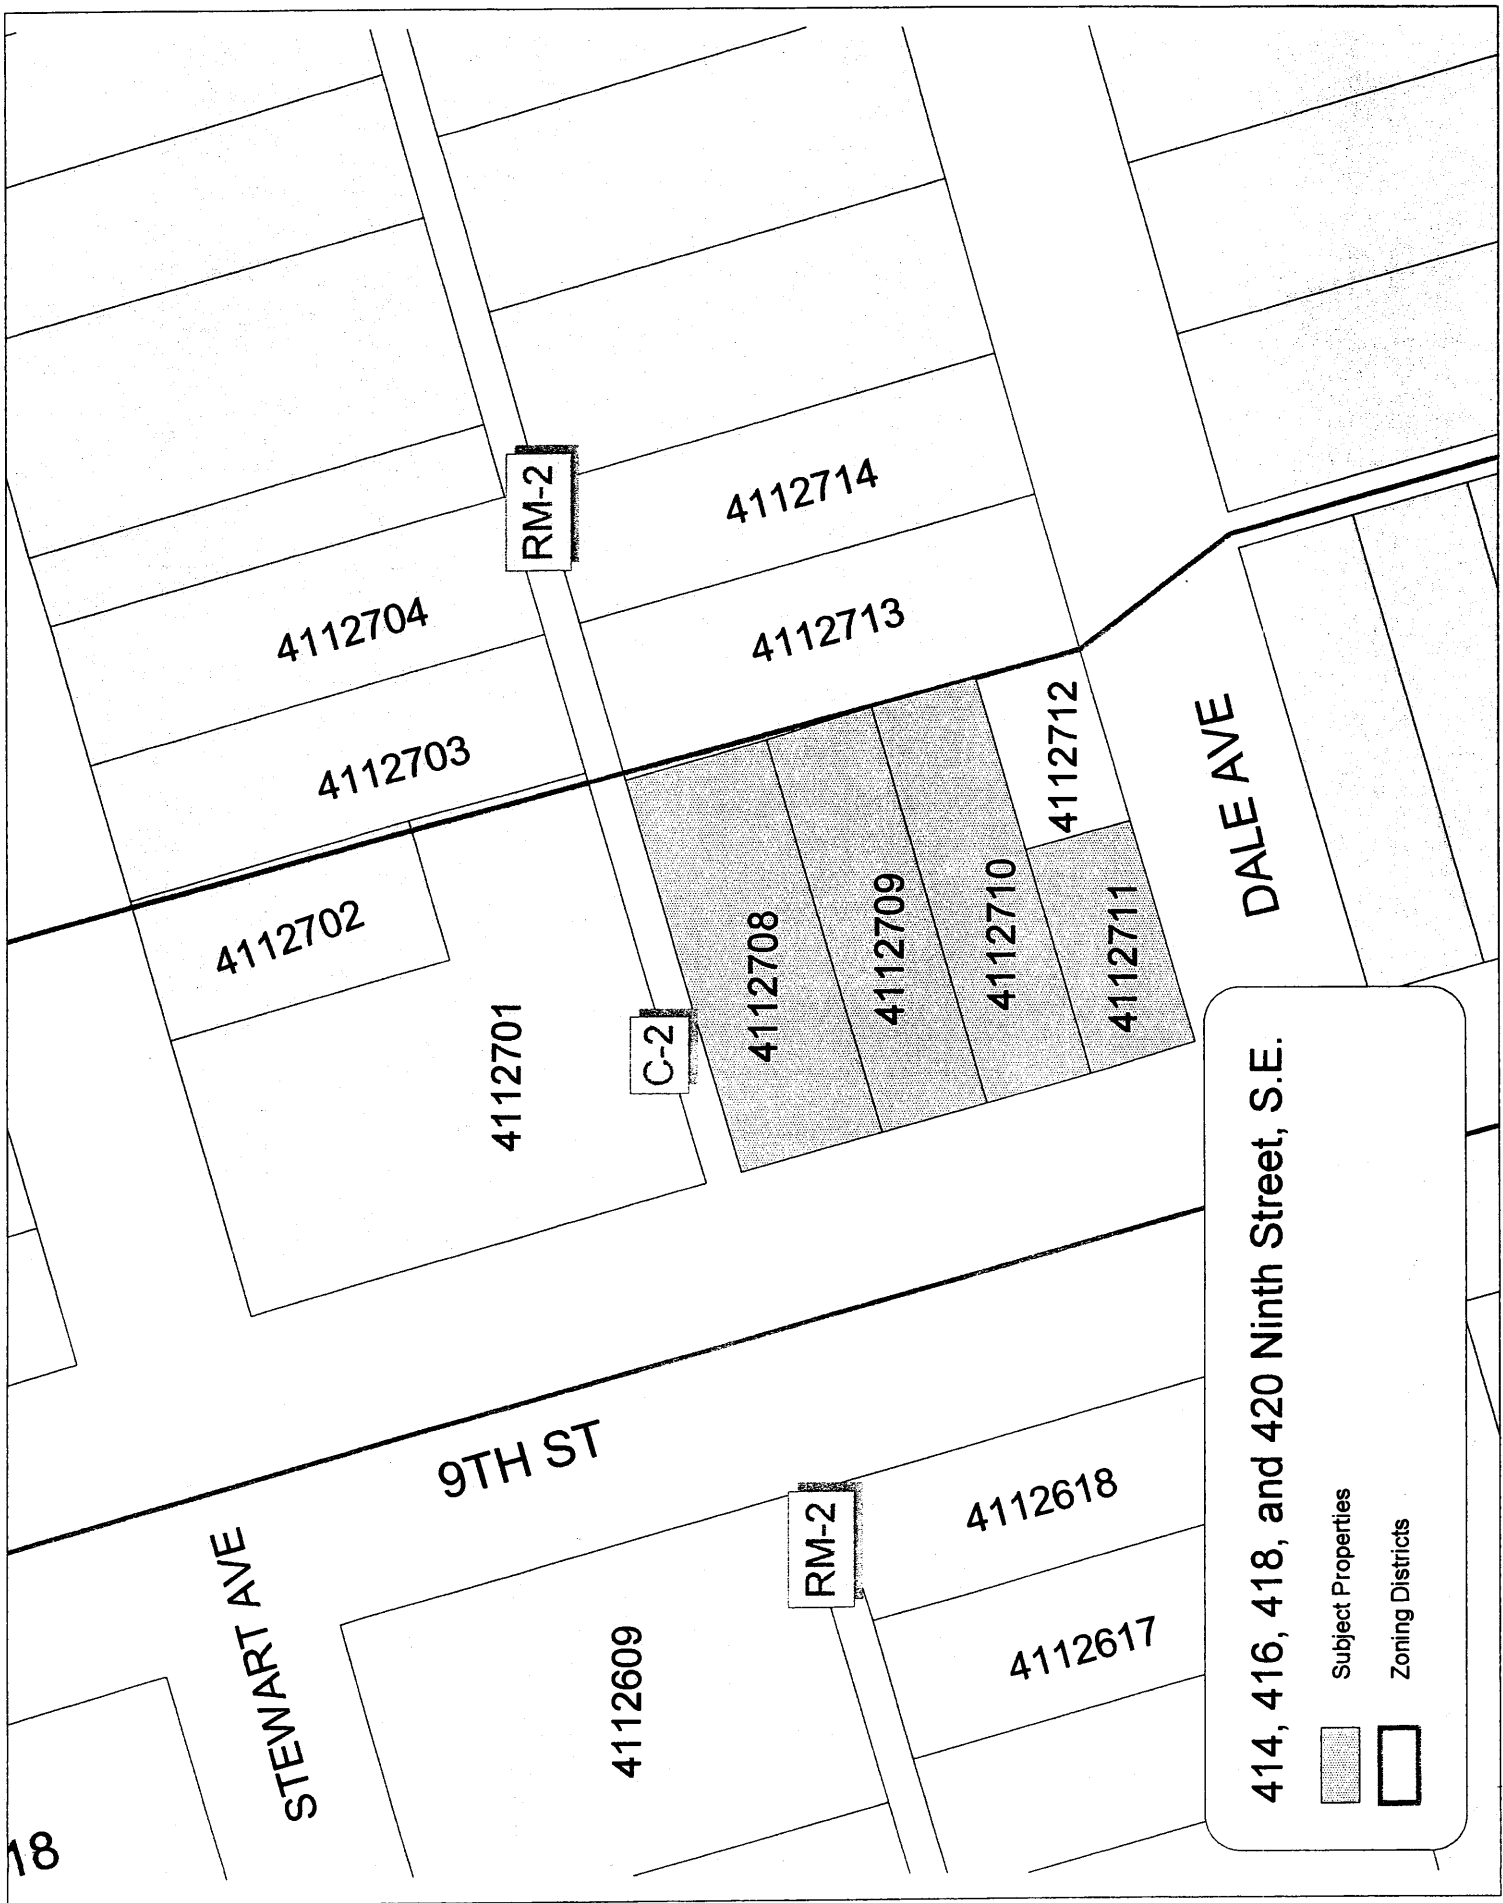 18
STEWART AVE
9TH ST
DALE AVE
4112704
4112703
4112702
4112701
RM-2
4112714
4112713
C-2
4112708
4112709
4112710
4112711
4112712
4112609
RM-2
4112618
4112617
414, 416, 418, and 420 Ninth Street, S.E.
Subject Properties
Zoning Districts